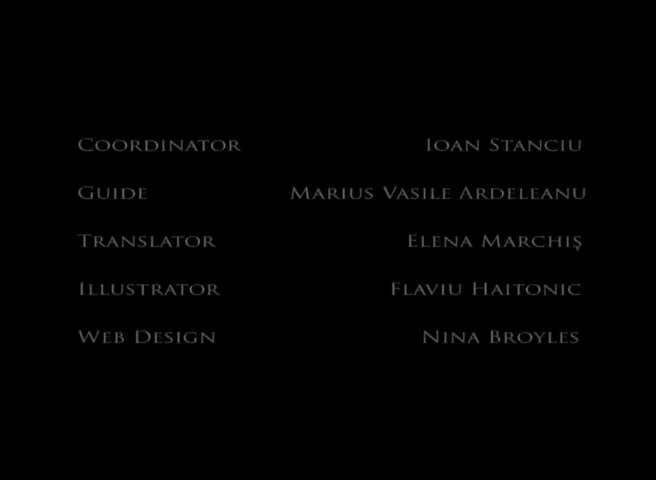 Coordinator Ioan Stanciu
Guide Marius Vasile Ardeleanu
Translator Elena Marchiş
Illustrator Flaviu Haitonic
Web Design Nina Broyles